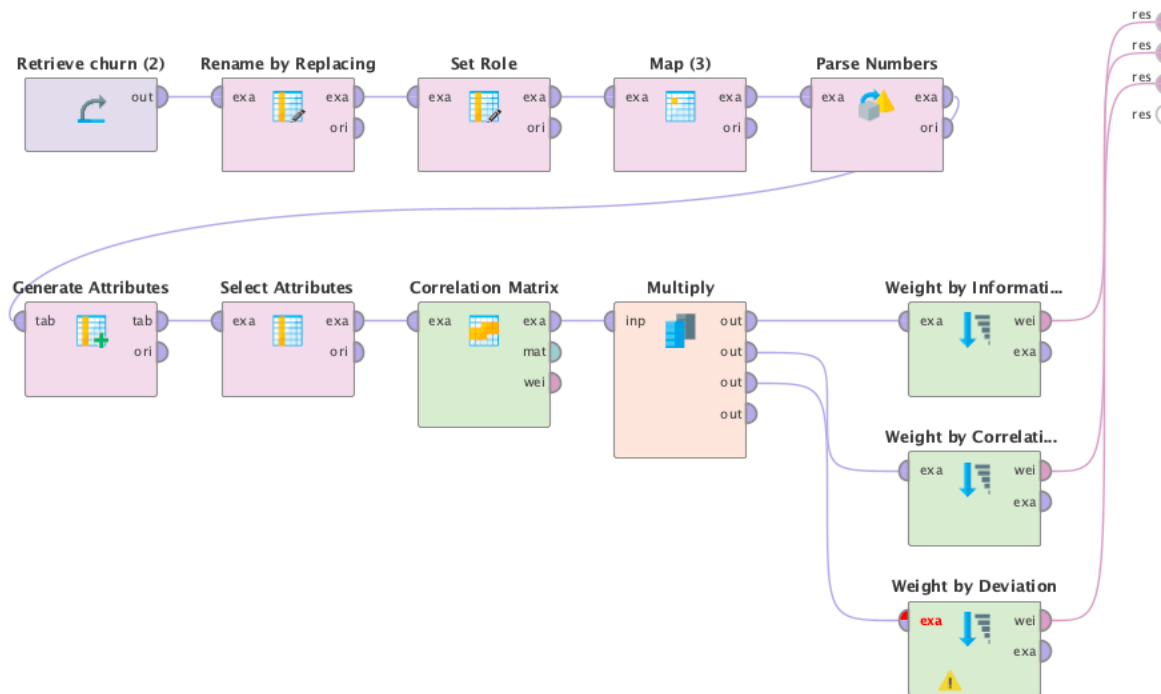 res
res
res
res
Retrieve churn (2)
Rename by Replacing
Set Role
Map (3)
Parse Numbers
out
exa exa
ori
exa exa
ori
exa exa
ori
exa exa
ori
Generate Attributes
Select Attributes
Correlation Matrix
Multiply
Weight by Informati...
tab tab
ori
exa exa
ori
exa exa
mat
wei
inp out
out
out
out
exa wei
exa
Weight by Correlati...
exa wei
exa
Weight by Deviation
exa wei
exa